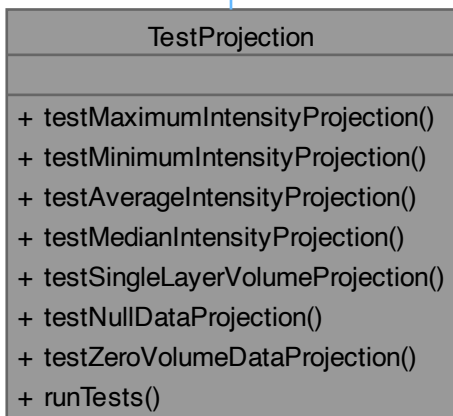 TestProjection
+ testMaximumIntensityProjection()
+ testMinimumIntensityProjection()
+ testAverageIntensityProjection()
+ testMedianIntensityProjection()
+ testSingleLayerVolumeProjection()
+ testNullDataProjection()
+ testZeroVolumeDataProjection()
+ runTests()